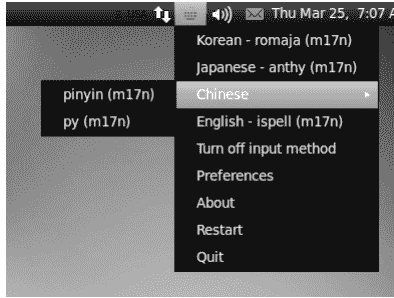 Thu Mar 25, 7:07 A
Korean - romaja (m17n)
Japanese - anthy (m17n)
Chinese
pinyin (m17n)
py (m17n)
English - ispell (m17n)
Turn off input method
Preferences
About
Restart
Quit